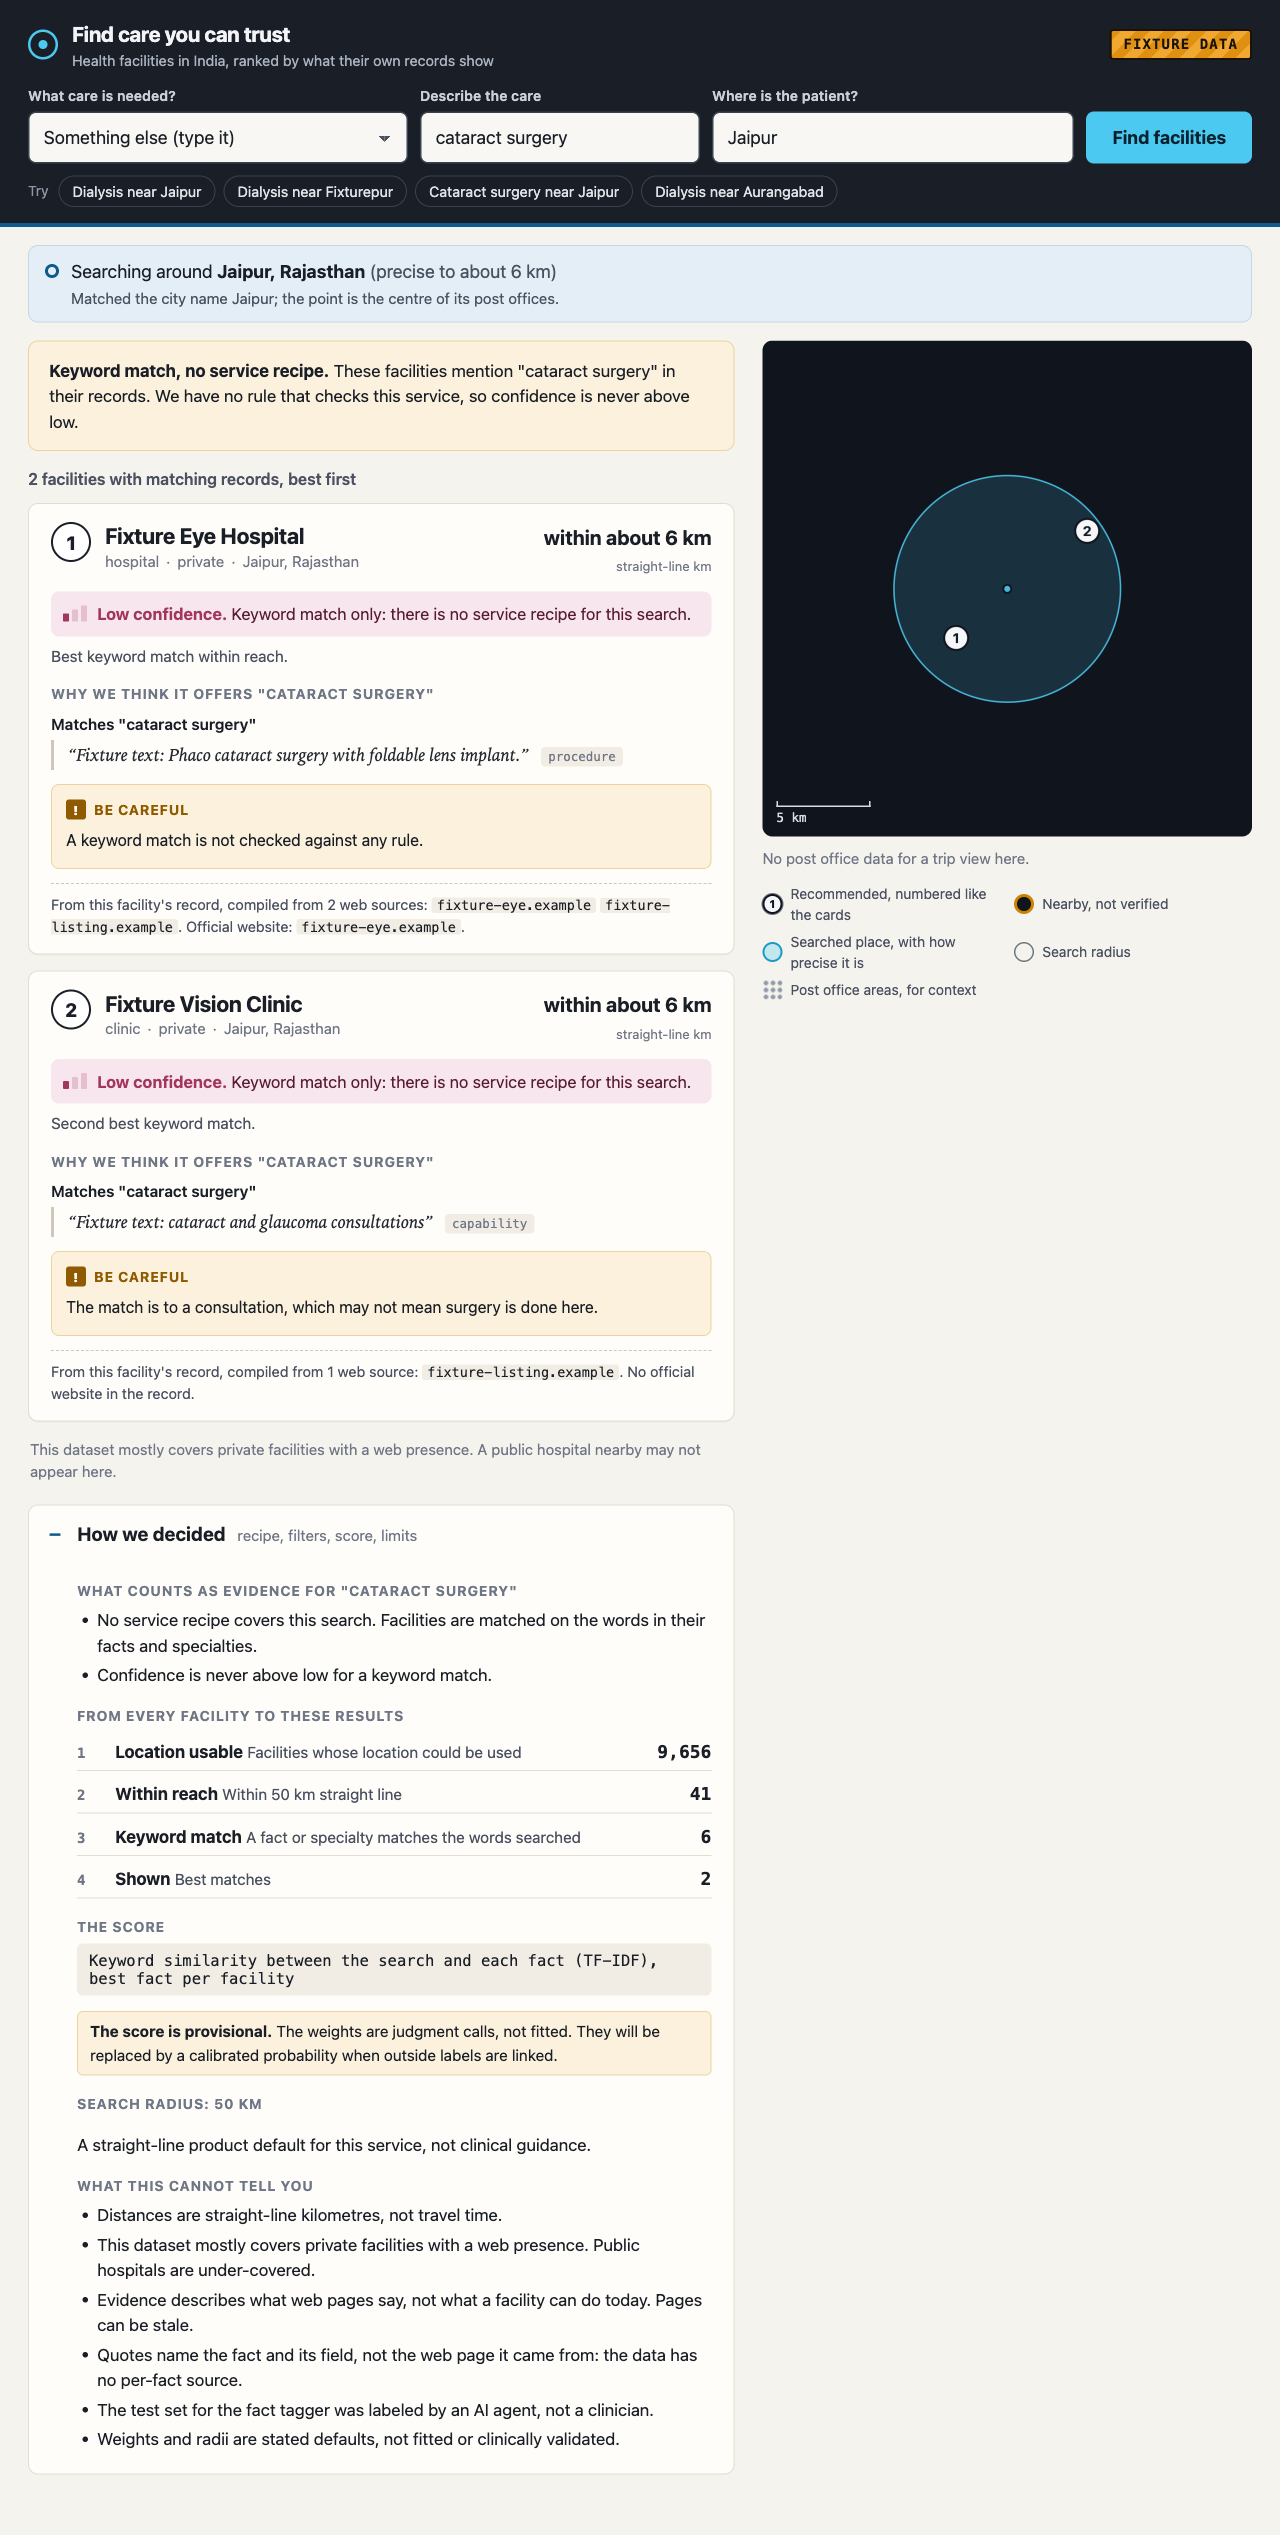 Find care you can trust
Health facilities in India, ranked by what their own records show
FIXTURE DATA
What care is needed?
Something else (type it)
Describe the care
cataract surgery
Where is the patient?
Jaipur
Find facilities
Try
Dialysis near Jaipur
Dialysis near Fixturepur
Cataract surgery near Jaipur
Dialysis near Aurangabad
Searching around Jaipur, Rajasthan (precise to about 6 km)
Matched the city name Jaipur; the point is the centre of its post offices.
Keyword match, no service recipe. These facilities mention "cataract surgery" in
their records. We have no rule that checks this service, so confidence is never above
low.
2 facilities with matching records, best first
1
Fixture Eye Hospital
hospital · private · Jaipur, Rajasthan
within about 6 km
straight-line km
Low confidence. Keyword match only: there is no service recipe for this search.
Best keyword match within reach.
WHY WE THINK IT OFFERS "CATARACT SURGERY"
Matches "cataract surgery"
“Fixture text: Phaco cataract surgery with foldable lens implant.” procedure
! BE CAREFUL
A keyword match is not checked against any rule.
From this facility's record, compiled from 2 web sources: fixture-eye.example fixture-
listing.example. Official website: fixture-eye.example.
2
Fixture Vision Clinic
clinic · private · Jaipur, Rajasthan
within about 6 km
straight-line km
Low confidence. Keyword match only: there is no service recipe for this search.
Second best keyword match.
WHY WE THINK IT OFFERS "CATARACT SURGERY"
Matches "cataract surgery"
“Fixture text: cataract and glaucoma consultations” capability
! BE CAREFUL
The match is to a consultation, which may not mean surgery is done here.
From this facility's record, compiled from 1 web source: fixture-listing.example. No official
website in the record.
This dataset mostly covers private facilities with a web presence. A public hospital nearby may not
appear here.
– How we decided recipe, filters, score, limits
WHAT COUNTS AS EVIDENCE FOR "CATARACT SURGERY"
• No service recipe covers this search. Facilities are matched on the words in their
facts and specialties.
• Confidence is never above low for a keyword match.
FROM EVERY FACILITY TO THESE RESULTS
1 Location usable Facilities whose location could be used 9,656
2 Within reach Within 50 km straight line 41
3 Keyword match A fact or specialty matches the words searched 6
4 Shown Best matches 2
THE SCORE
Keyword similarity between the search and each fact (TF-IDF),
best fact per facility
The score is provisional. The weights are judgment calls, not fitted. They will be
replaced by a calibrated probability when outside labels are linked.
SEARCH RADIUS: 50 KM
A straight-line product default for this service, not clinical guidance.
WHAT THIS CANNOT TELL YOU
• Distances are straight-line kilometres, not travel time.
• This dataset mostly covers private facilities with a web presence. Public
hospitals are under-covered.
• Evidence describes what web pages say, not what a facility can do today. Pages
can be stale.
• Quotes name the fact and its field, not the web page it came from: the data has
no per-fact source.
• The test set for the fact tagger was labeled by an AI agent, not a clinician.
• Weights and radii are stated defaults, not fitted or clinically validated.
2
1
5 km
No post office data for a trip view here.
1 Recommended, numbered like
the cards
Nearby, not verified
Searched place, with how
precise it is
Search radius
Post office areas, for context